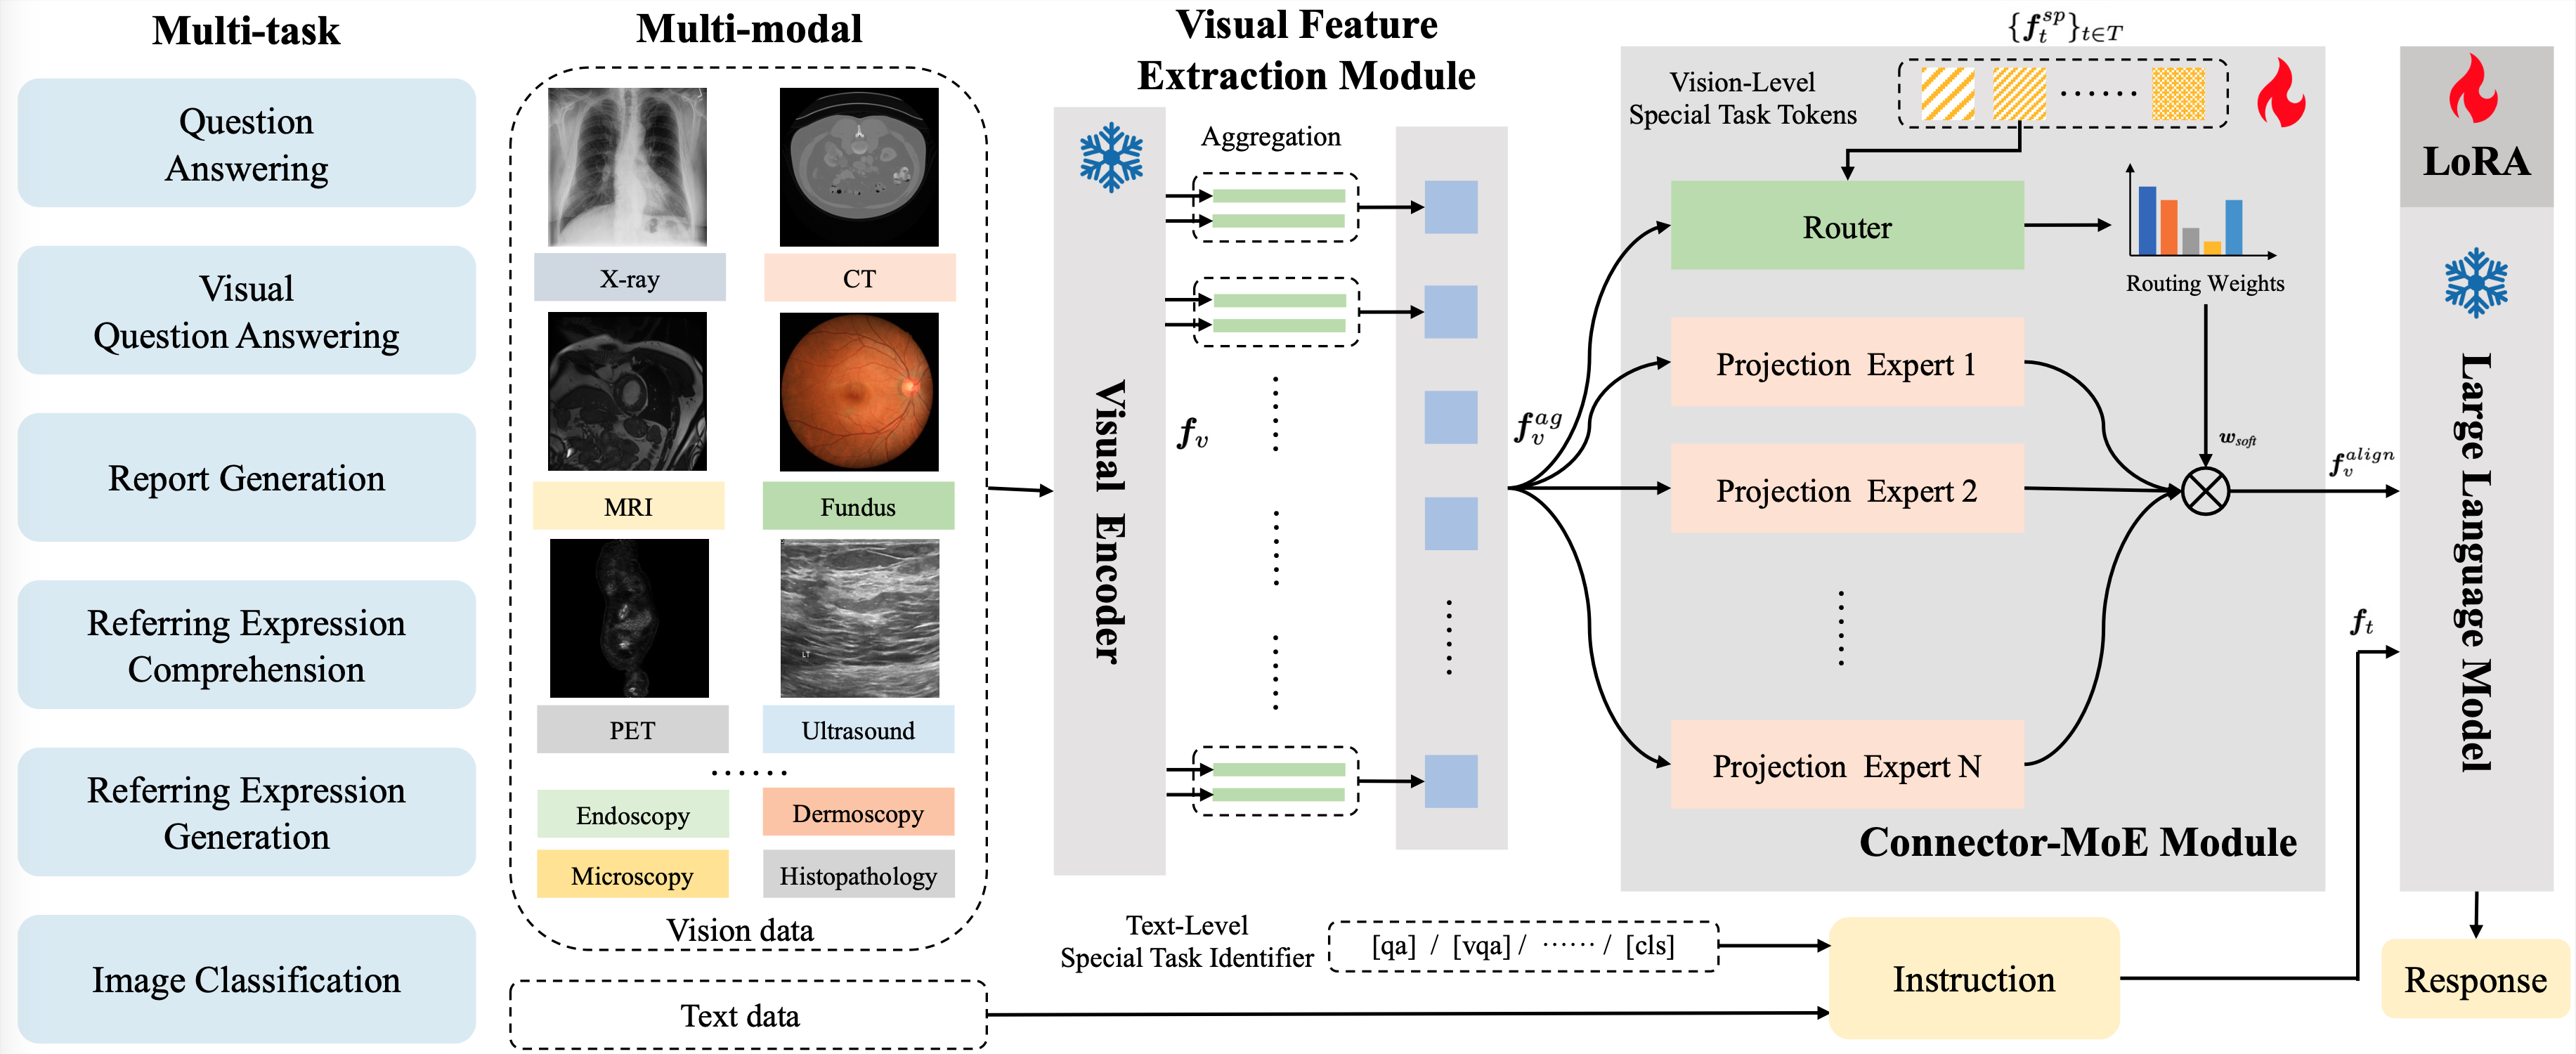 Multi-task
Question
Answering
Visual
Question Answering
Report Generation
Referring Expression
Comprehension
Referring Expression
Generation
Image Classification
Multi-modal
X-ray
CT
MRI
Fundus
LT
PET
Ultrasound
......
Endoscopy
Dermoscopy
Microscopy
Histopathology
Vision data
Text data
Visual Feature
Extraction Module
Visual Encoder
Aggregation
f_v
f_v^{ag}
{f_t^{sp}}_{t∈T}
Vision-Level
Special Task Tokens
......
Router
Routing Weights
Projection Expert 1
Projection Expert 2
Projection Expert N
w_{soft}
Connector-MoE Module
f_v^{align}
f_t
Text-Level
Special Task Identifier
[qa] / [vqa] / ...... / [cls]
Instruction
LoRA
Large Language Model
Response